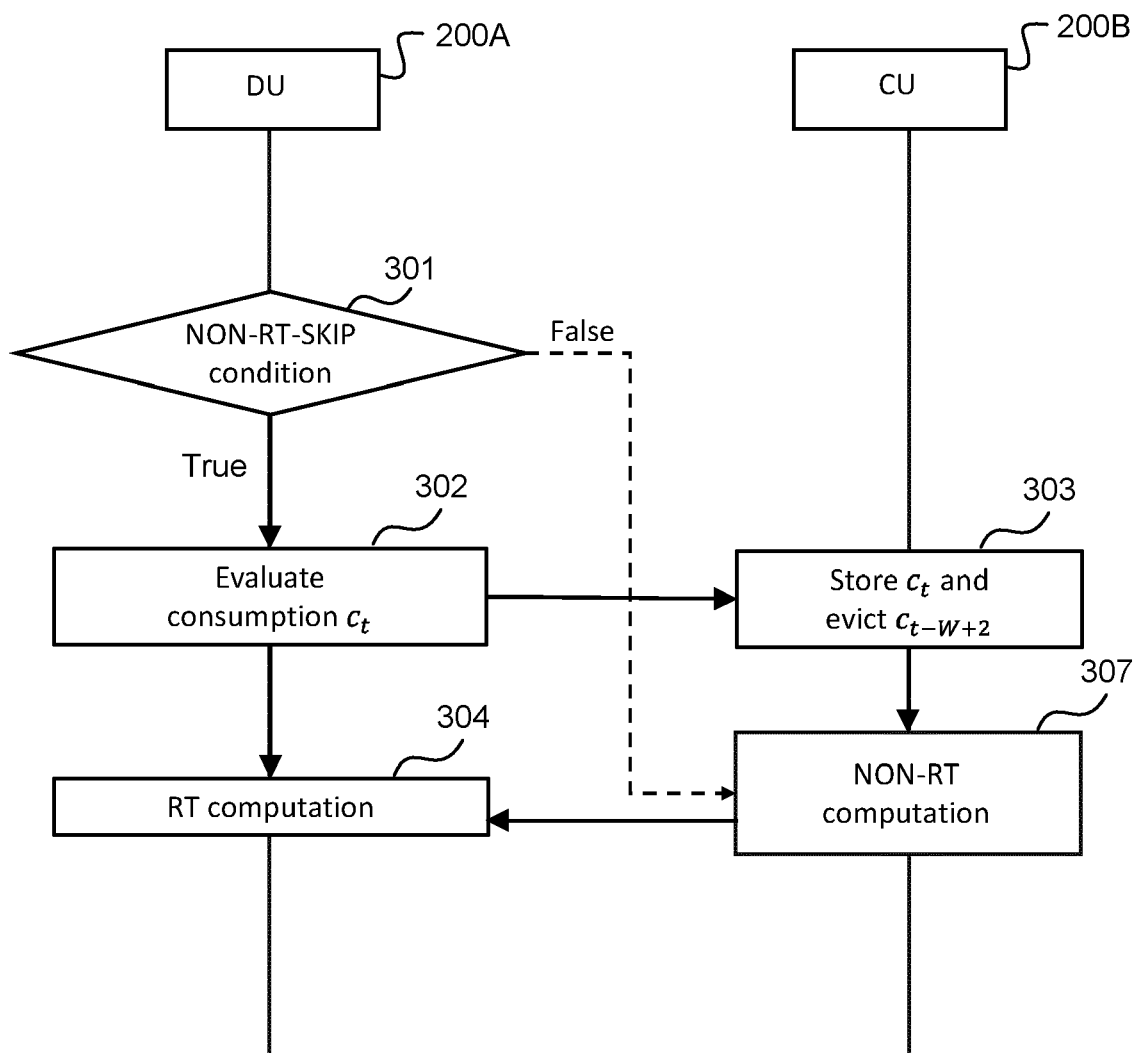 200A
200B
DU
CU
301
NON-RT-SKIP
condition
False
True
302
303
Evaluate
consumption c_t
Store c_t and
evict c_{t-W+2}
307
304
RT computation
NON-RT
computation